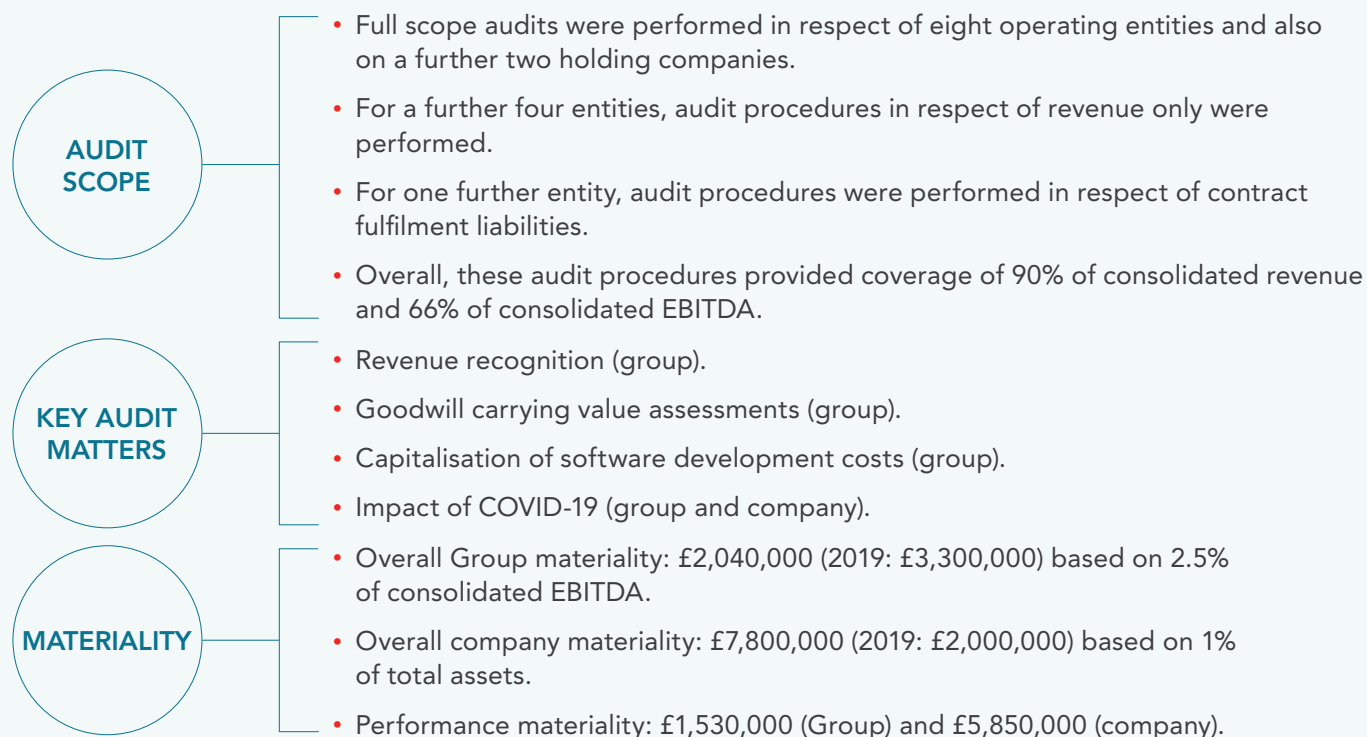 AUDIT
SCOPE
• Full scope audits were performed in respect of eight operating entities and also
on a further two holding companies.
• For a further four entities, audit procedures in respect of revenue only were
performed.
• For one further entity, audit procedures were performed in respect of contract
fulfilment liabilities.
• Overall, these audit procedures provided coverage of 90% of consolidated revenue
and 66% of consolidated EBITDA.
KEY AUDIT
MATTERS
• Revenue recognition (group).
• Goodwill carrying value assessments (group).
• Capitalisation of software development costs (group).
• Impact of COVID-19 (group and company).
MATERIALITY
• Overall Group materiality: £2,040,000 (2019: £3,300,000) based on 2.5%
of consolidated EBITDA.
• Overall company materiality: £7,800,000 (2019: £2,000,000) based on 1%
of total assets.
• Performance materiality: £1,530,000 (Group) and £5,850,000 (company).